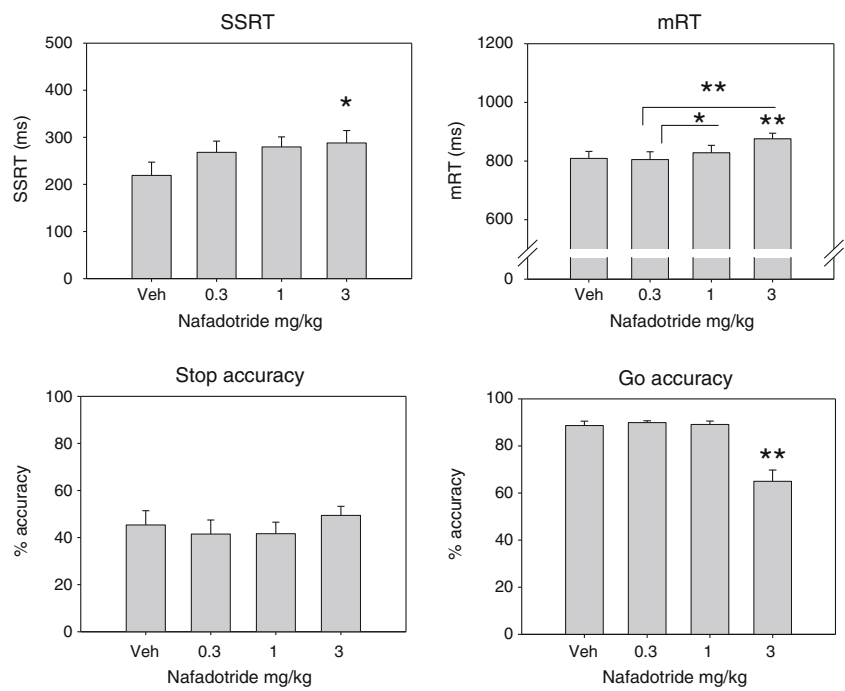 SSRT
500
400
300
200
100
0
SSRT (ms)
*
Veh 0.3 1 3
Nafadotride mg/kg
mRT
1200
1000
800
600
0
mRT (ms)
**
* **
Veh 0.3 1 3
Nafadotride mg/kg
Stop accuracy
100
80
60
40
20
0
% accuracy
Veh 0.3 1 3
Nafadotride mg/kg
Go accuracy
100
80
60
40
20
0
% accuracy
**
Veh 0.3 1 3
Nafadotride mg/kg